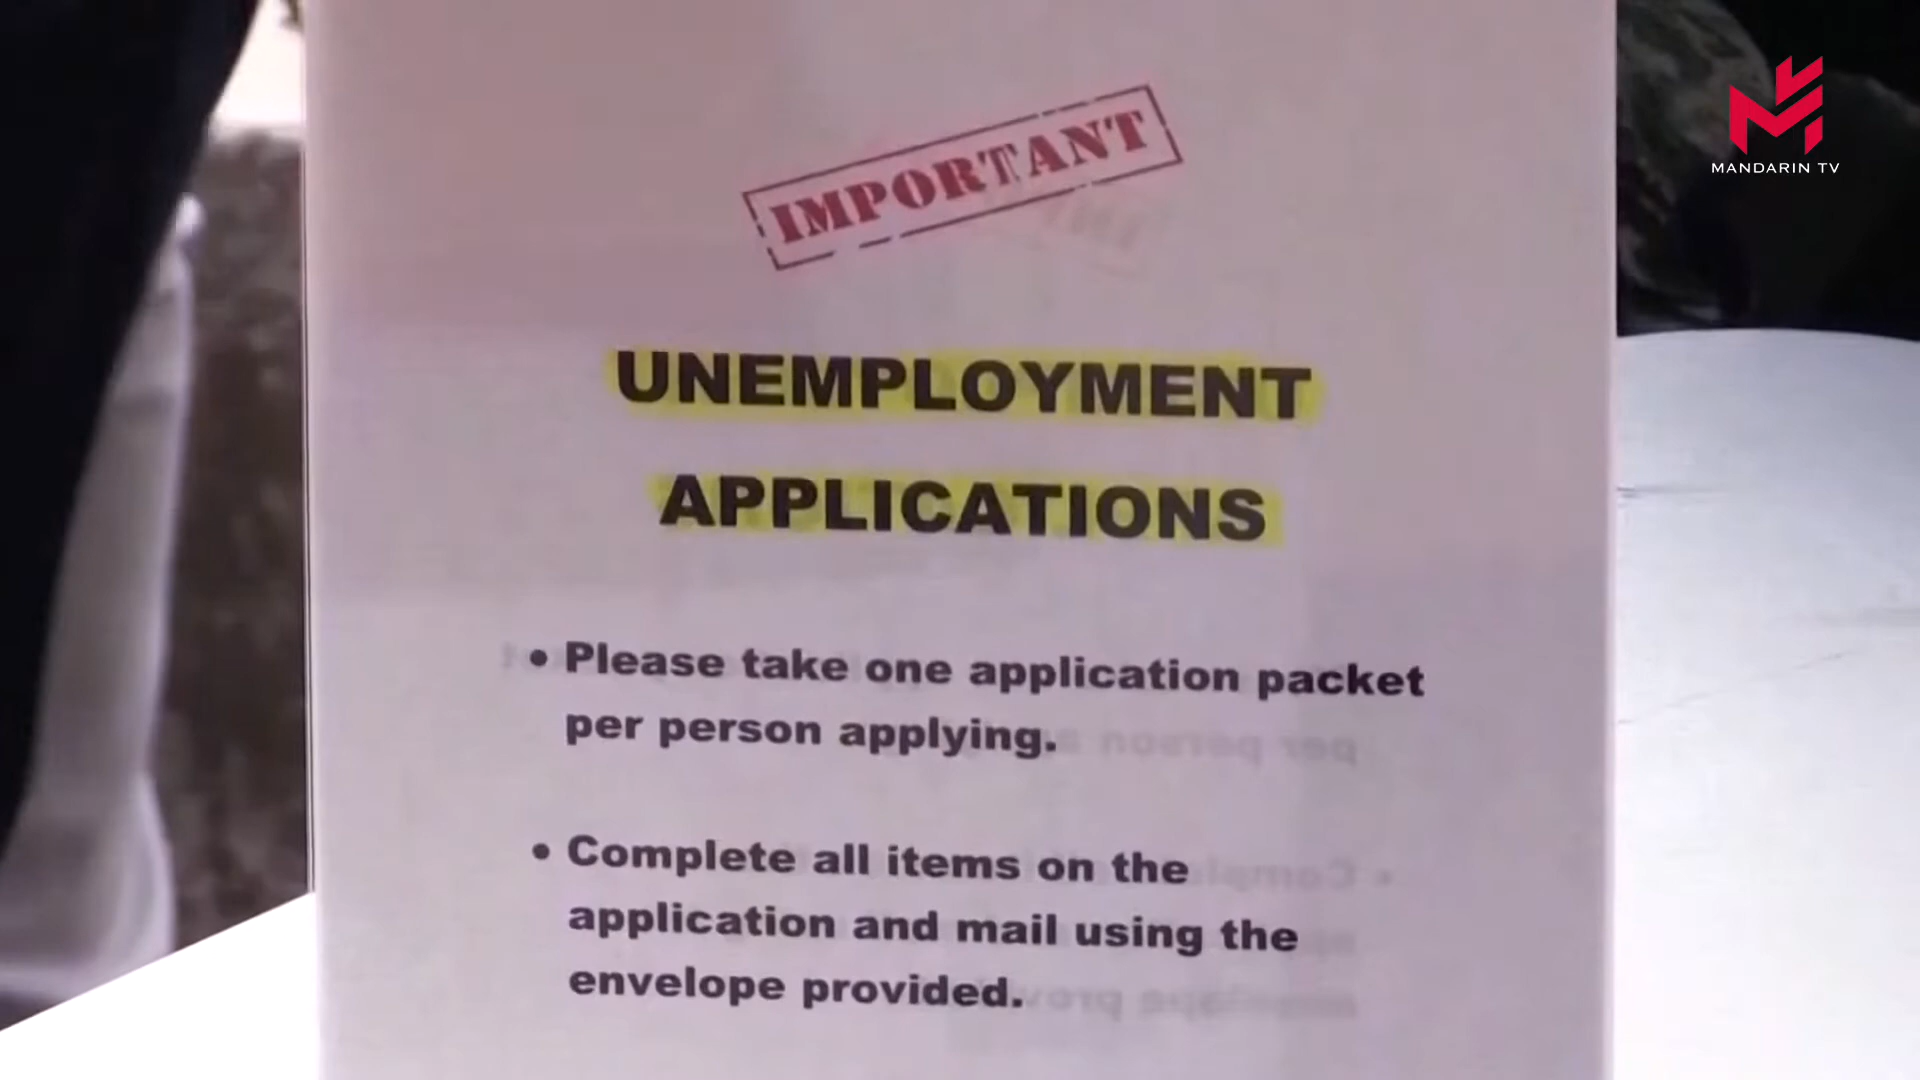 MANDARIN TV
IMPORTANT
UNEMPLOYMENT
APPLICATIONS
• Please take one application packet
per person applying.
• Complete all items on the
application and mail using the
envelope provided.